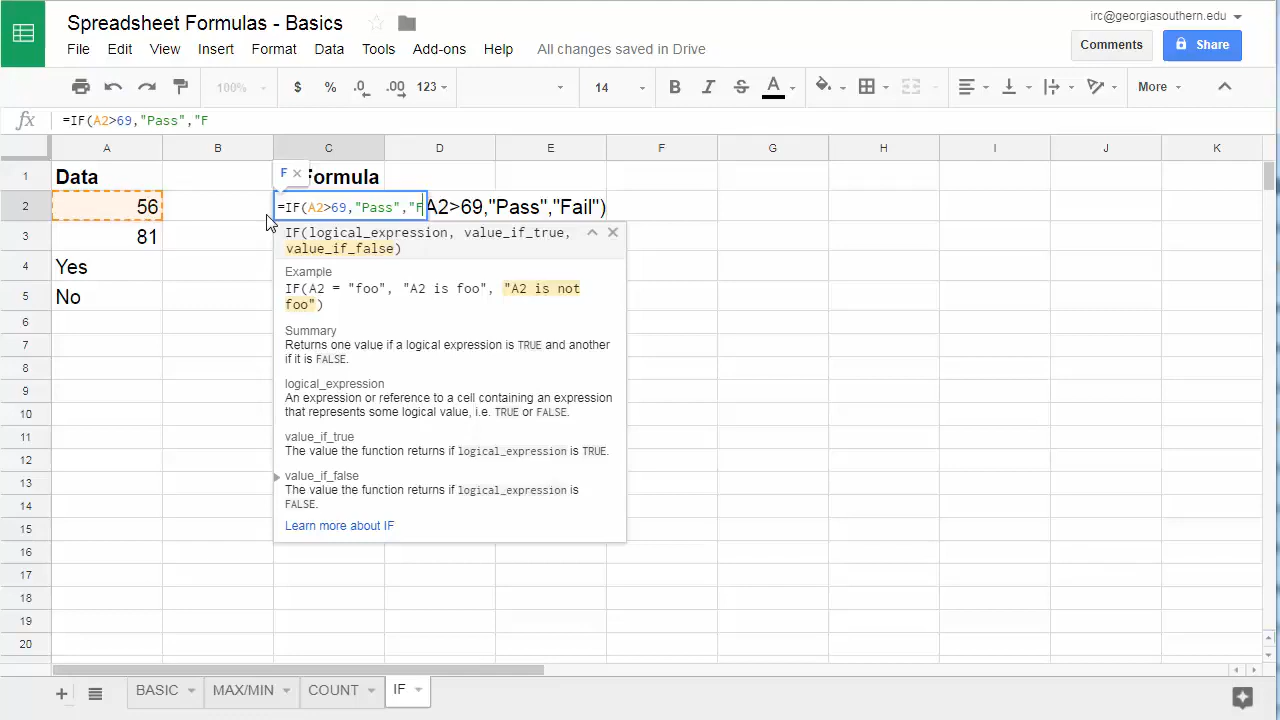 Spreadsheet Formulas - Basics
irc@georgiasouthern.edu
File Edit View Insert Format Data Tools Add-ons Help All changes saved in Drive
Comments Share
100% $ % .0 .00 123 14 B I S A More
fx =IF(A2>69,"Pass","F
A B C D E F G H I J K
1 Data Formula
F ×
2 56 =IF(A2>69,"Pass","F A2>69,"Pass","Fail")
3 81
IF(logical_expression, value_if_true,
value_if_false)
4 Yes
Example
IF(A2 = "foo", "A2 is foo", "A2 is not
foo")
5 No
6
Summary
Returns one value if a logical expression is TRUE and another
if it is FALSE.
7
8
logical_expression
An expression or reference to a cell containing an expression
that represents some logical value, i.e. TRUE or FALSE.
9
10
11
value_if_true
The value the function returns if logical_expression is TRUE.
12
13
value_if_false
The value the function returns if logical_expression is
FALSE.
14
15
Learn more about IF
16
17
18
19
20
+ BASIC MAX/MIN COUNT IF